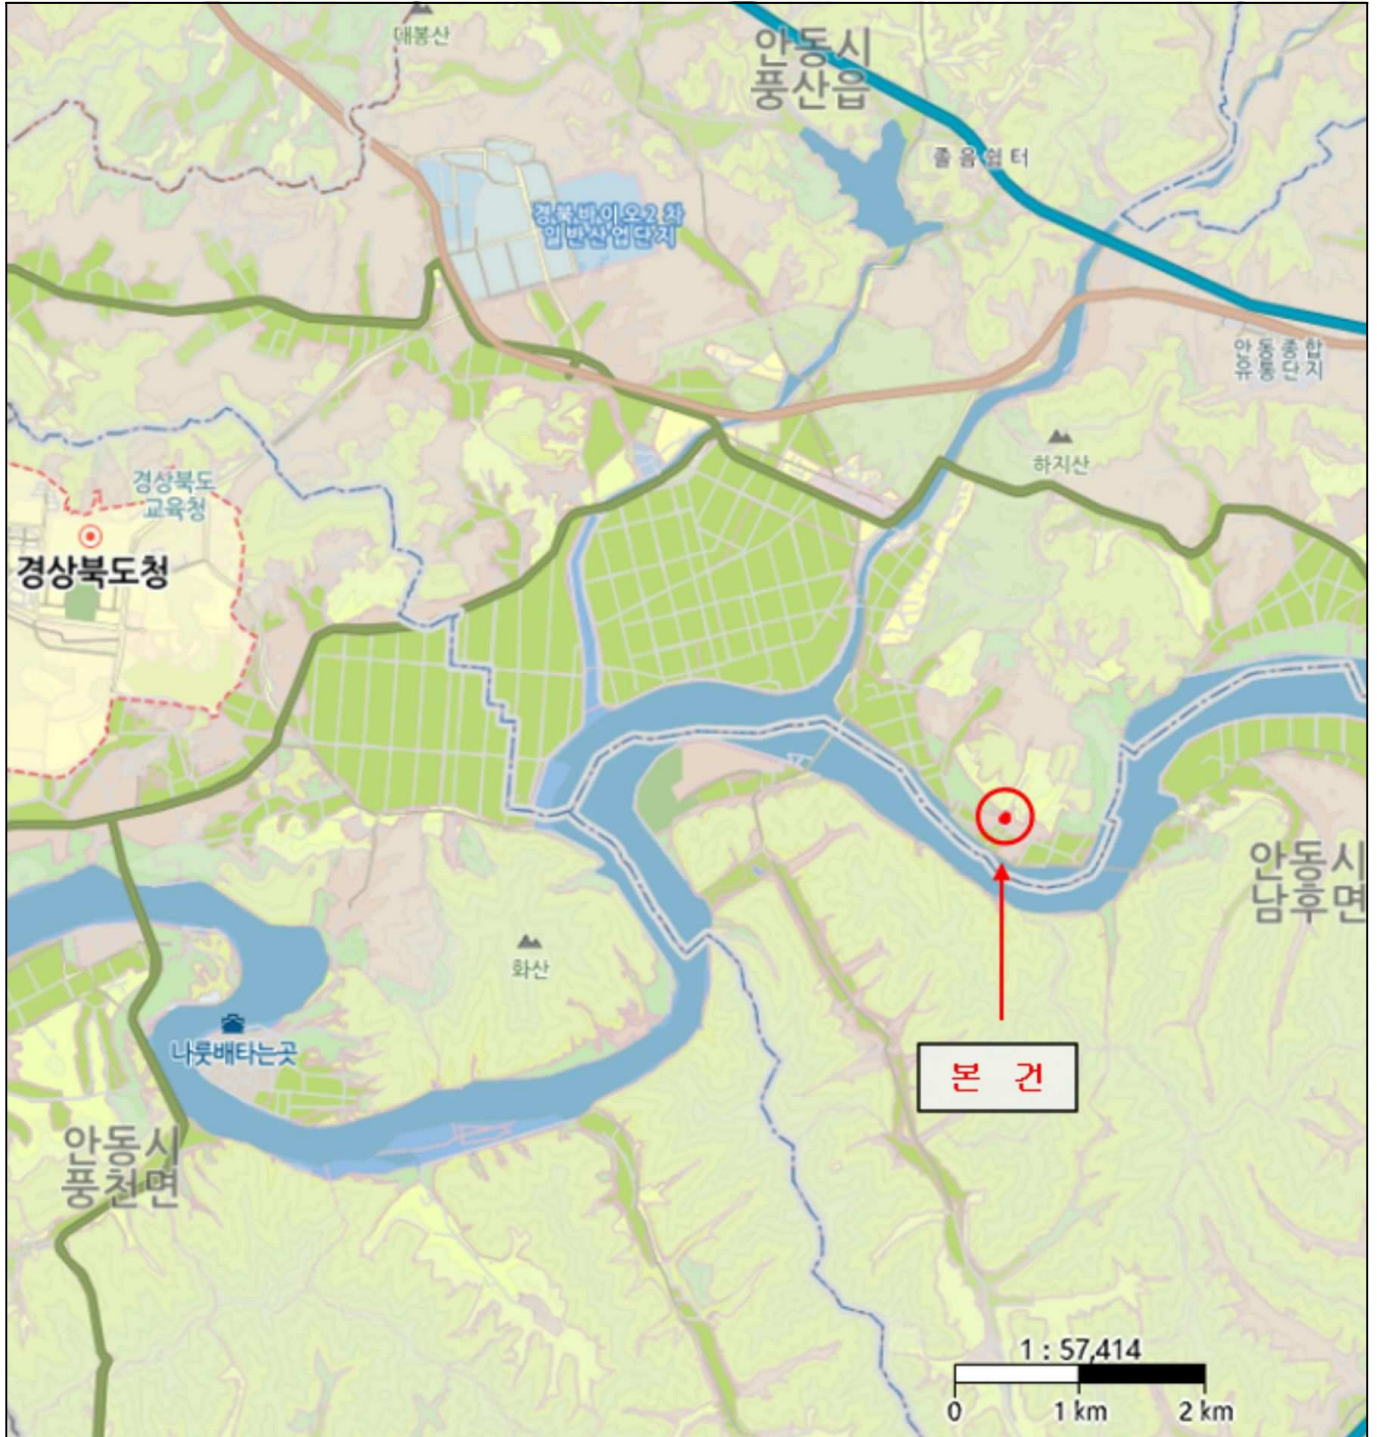 대봉산
안동시
풍산읍
졸음쉼터
경북바이오2차
일반산업단지
안동종합
유통단지
하지산
경상북도
교육청
경상북도청
안동시
남후면
화산
나룻배타는곳
본 건
안동시
풍천면
1 : 57,414
0 1 km 2 km